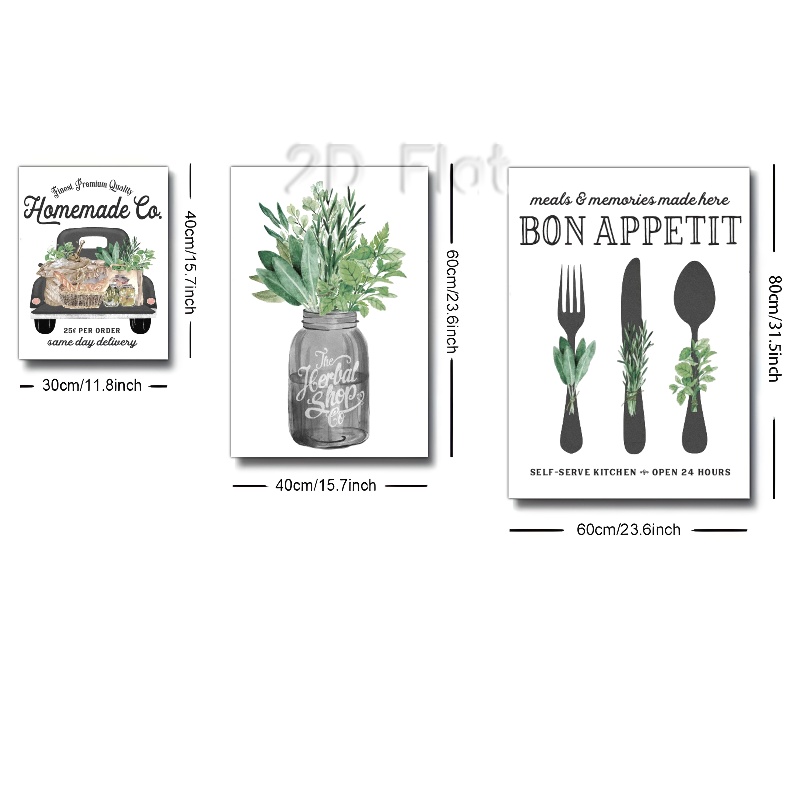 2D Flat
Finest Premium Quality
Homemade Co.
25¢ PER ORDER
same day delivery
40cm/15.7inch
30cm/11.8inch
The
Herbal
Shop
Co
60cm/23.6inch
40cm/15.7inch
meals & memories made here
BON APPETIT
SELF-SERVE KITCHEN OPEN 24 HOURS
80cm/31.5inch
60cm/23.6inch